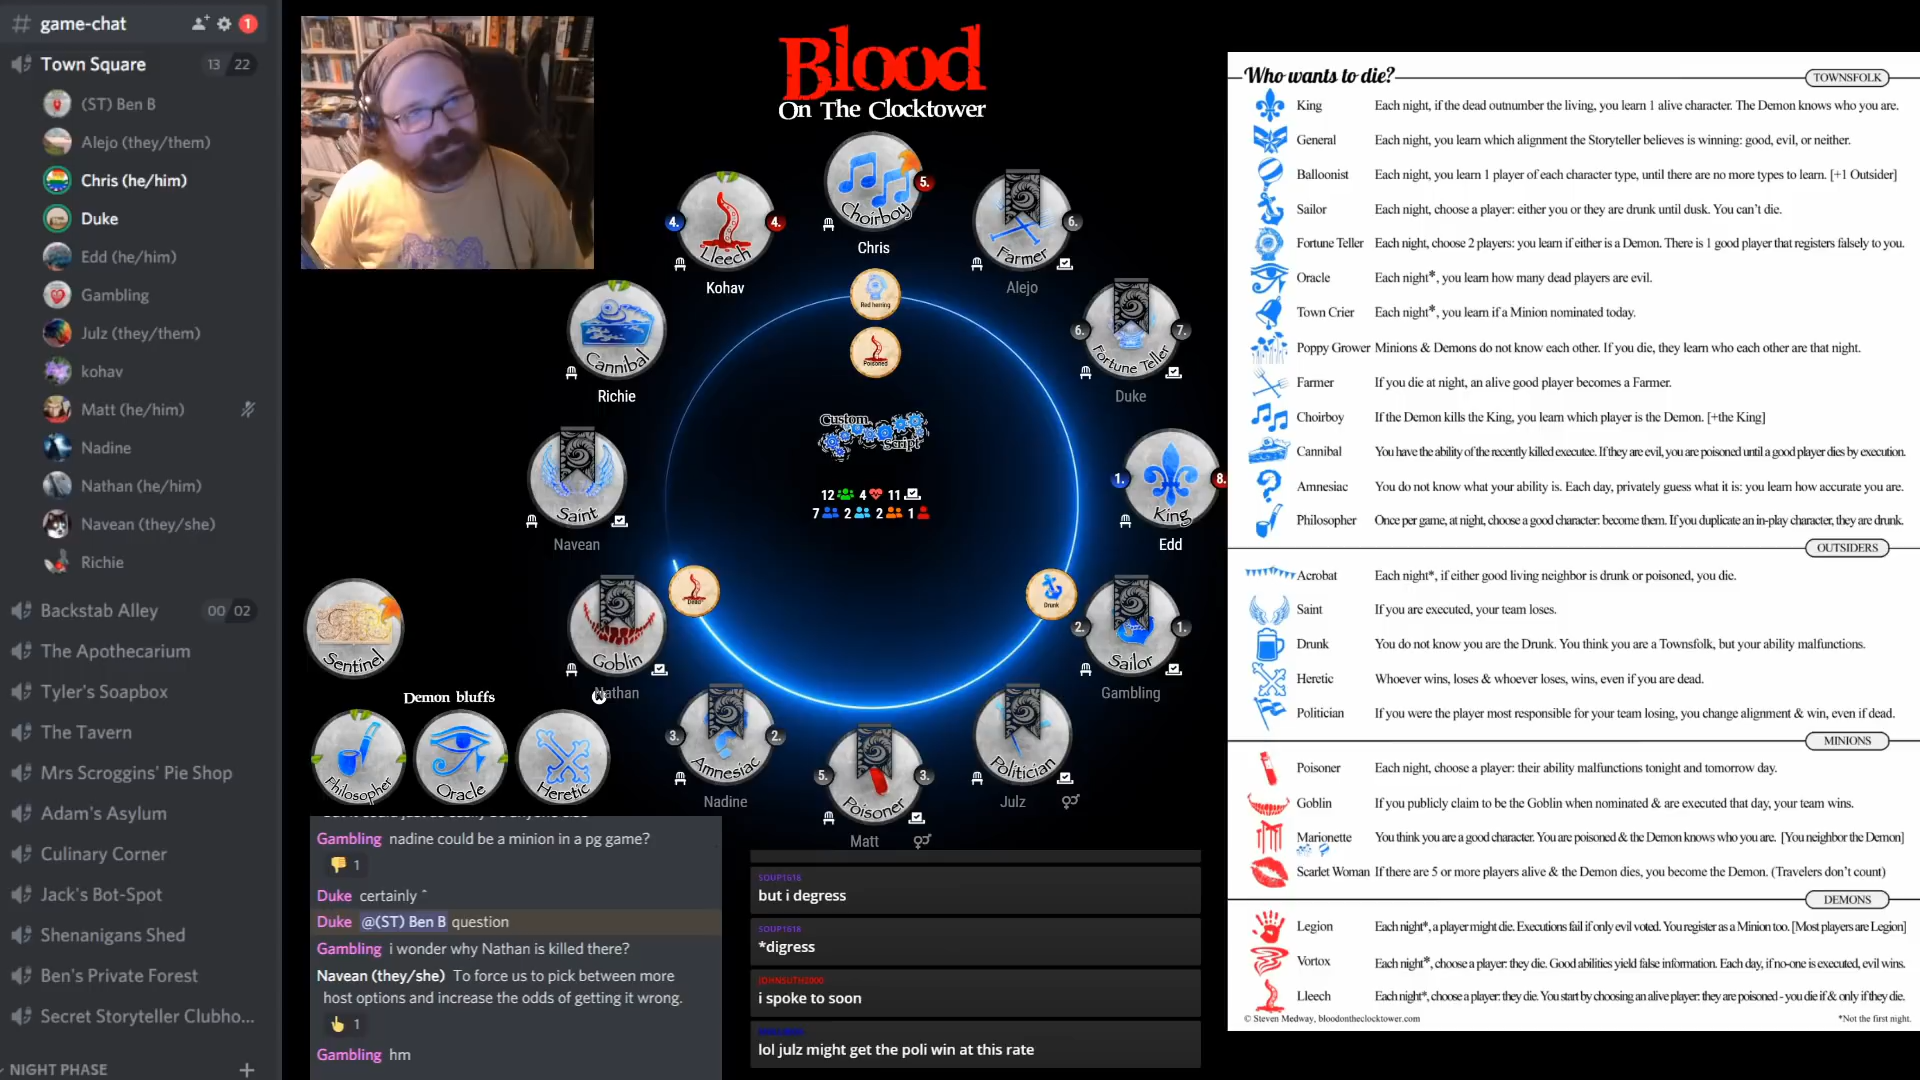 game-chat
1
Town Square 13 22
(ST) Ben B
Alejo (they/them)
Chris (he/him)
Duke
Edd (he/him)
Gambling
Julz (they/them)
kohav
Matt (he/him)
Nadine
Nathan (he/him)
Navean (they/she)
Richie
Backstab Alley 00 02
The Apothecarium
Tyler's Soapbox
The Tavern
Mrs Scroggins' Pie Shop
Adam's Asylum
Culinary Corner
Jack's Bot-Spot
Shenanigans Shed
Ben's Private Forest
Secret Storyteller Clubho...
NIGHT PHASE
Blood
On The Clocktower
Choirboy
5.
Chris
Farmer
6.
Alejo
Fortune Teller
6.
7.
Duke
King
1.
8.
Edd
Sailor
2.
1.
Gambling
Politician
Julz
Poisoner
5.
3.
Matt
Amnesiac
3.
2.
Nadine
Goblin
Nathan
Saint
Navean
Cannibal
Richie
Lleech
4.
4.
Kohav
Red herring
Poisoned
Dead
Drunk
Custom
Script
12 4 11
7 2 2 1
Sentinel
Demon bluffs
Philosopher
Oracle
Heretic
Gambling nadine could be a minion in a pg game?
1
Duke certainly ^
Duke @(ST) Ben B question
Gambling i wonder why Nathan is killed there?
Navean (they/she) To force us to pick between more
host options and increase the odds of getting it wrong.
1
Gambling hm
SOUP1618
but i degress
SOUP1618
*digress
JOHNSUTH2000
i spoke to soon
lol julz might get the poli win at this rate
Who wants to die?
TOWNSFOLK
King Each night, if the dead outnumber the living, you learn 1 alive character. The Demon knows who you are.
General Each night, you learn which alignment the Storyteller believes is winning: good, evil, or neither.
Balloonist Each night, you learn 1 player of each character type, until there are no more types to learn. [+1 Outsider]
Sailor Each night, choose a player: either you or they are drunk until dusk. You can't die.
Fortune Teller Each night, choose 2 players: you learn if either is a Demon. There is 1 good player that registers falsely to you.
Oracle Each night*, you learn how many dead players are evil.
Town Crier Each night*, you learn if a Minion nominated today.
Poppy Grower Minions & Demons do not know each other. If you die, they learn who each other are that night.
Farmer If you die at night, an alive good player becomes a Farmer.
Choirboy If the Demon kills the King, you learn which player is the Demon. [+the King]
Cannibal You have the ability of the recently killed executee. If they are evil, you are poisoned until a good player dies by execution.
Amnesiac You do not know what your ability is. Each day, privately guess what it is: you learn how accurate you are.
Philosopher Once per game, at night, choose a good character: become them. If you duplicate an in-play character, they are drunk.
OUTSIDERS
Acrobat Each night*, if either good living neighbor is drunk or poisoned, you die.
Saint If you are executed, your team loses.
Drunk You do not know you are the Drunk. You think you are a Townsfolk, but your ability malfunctions.
Heretic Whoever wins, loses & whoever loses, wins, even if you are dead.
Politician If you were the player most responsible for your team losing, you change alignment & win, even if dead.
MINIONS
Poisoner Each night, choose a player: their ability malfunctions tonight and tomorrow day.
Goblin If you publicly claim to be the Goblin when nominated & are executed that day, your team wins.
Marionette You think you are a good character. You are poisoned & the Demon knows who you are. [You neighbor the Demon]
Scarlet Woman If there are 5 or more players alive & the Demon dies, you become the Demon. (Travelers don't count)
DEMONS
Legion Each night*, a player might die. Executions fail if only evil voted. You register as a Minion too. [Most players are Legion]
Vortox Each night*, choose a player: they die. Good abilities yield false information. Each day, if no-one is executed, evil wins.
Lleech Each night*, choose a player: they die. You start by choosing an alive player: they are poisoned - you die if & only if they die.
© Steven Medway, bloodontheclocktower.com
*Not the first night.